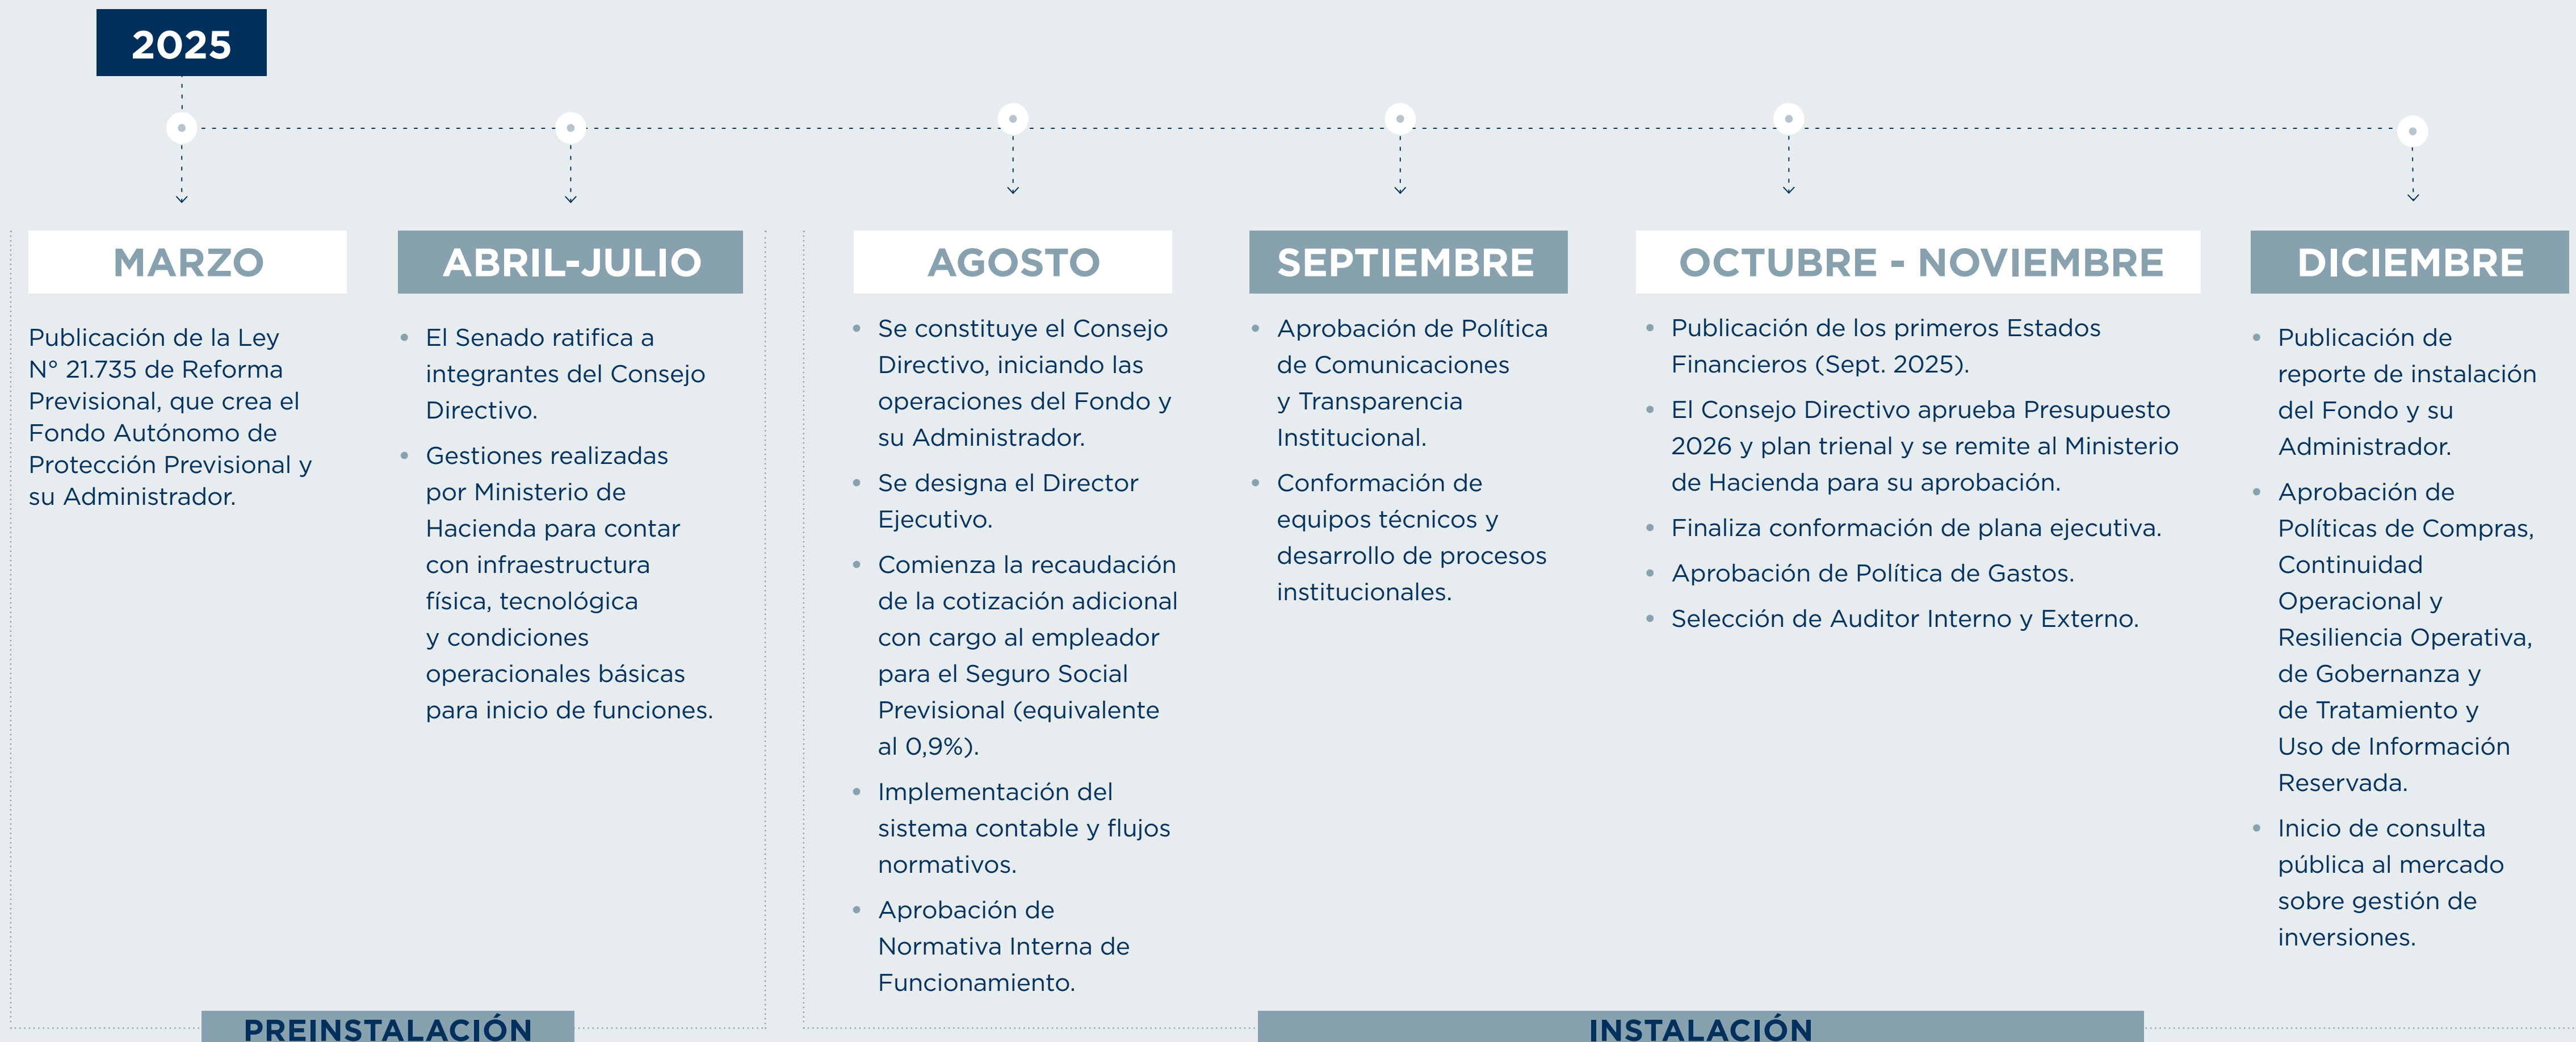 2025
MARZO
Publicación de la Ley
N° 21.735 de Reforma
Previsional, que crea el
Fondo Autónomo de
Protección Previsional y
su Administrador.
ABRIL-JULIO
• El Senado ratifica a
integrantes del Consejo
Directivo.
• Gestiones realizadas
por Ministerio de
Hacienda para contar
con infraestructura
física, tecnológica
y condiciones
operacionales básicas
para inicio de funciones.
AGOSTO
• Se constituye el Consejo
Directivo, iniciando las
operaciones del Fondo y
su Administrador.
• Se designa el Director
Ejecutivo.
• Comienza la recaudación
de la cotización adicional
con cargo al empleador
para el Seguro Social
Previsional (equivalente
al 0,9%).
• Implementación del
sistema contable y flujos
normativos.
• Aprobación de
Normativa Interna de
Funcionamiento.
SEPTIEMBRE
• Aprobación de Política
de Comunicaciones
y Transparencia
Institucional.
• Conformación de
equipos técnicos y
desarrollo de procesos
institucionales.
OCTUBRE - NOVIEMBRE
• Publicación de los primeros Estados
Financieros (Sept. 2025).
• El Consejo Directivo aprueba Presupuesto
2026 y plan trienal y se remite al Ministerio
de Hacienda para su aprobación.
• Finaliza conformación de plana ejecutiva.
• Aprobación de Política de Gastos.
• Selección de Auditor Interno y Externo.
DICIEMBRE
• Publicación de
reporte de instalación
del Fondo y su
Administrador.
• Aprobación de
Políticas de Compras,
Continuidad
Operacional y
Resiliencia Operativa,
de Gobernanza y
de Tratamiento y
Uso de Información
Reservada.
• Inicio de consulta
pública al mercado
sobre gestión de
inversiones.
PREINSTALACIÓN
INSTALACIÓN